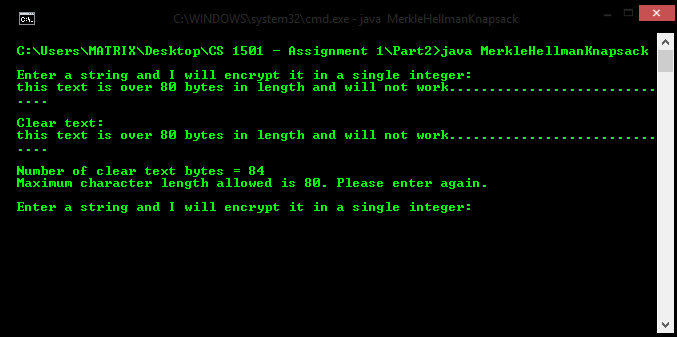 C:\WINDOWS\system32\cmd.exe - java  MerkleHellmanKnapsack
C:\Users\MATRIX\Desktop\CS 1501 - Assignment 1\Part2>java MerkleHellmanKnapsack
Enter a string and I will encrypt it in a single integer:
this text is over 80 bytes in length and will not work..........................
....
Clear text:
this text is over 80 bytes in length and will not work..........................
....
Number of clear text bytes = 84
Maximum character length allowed is 80. Please enter again.
Enter a string and I will encrypt it in a single integer: